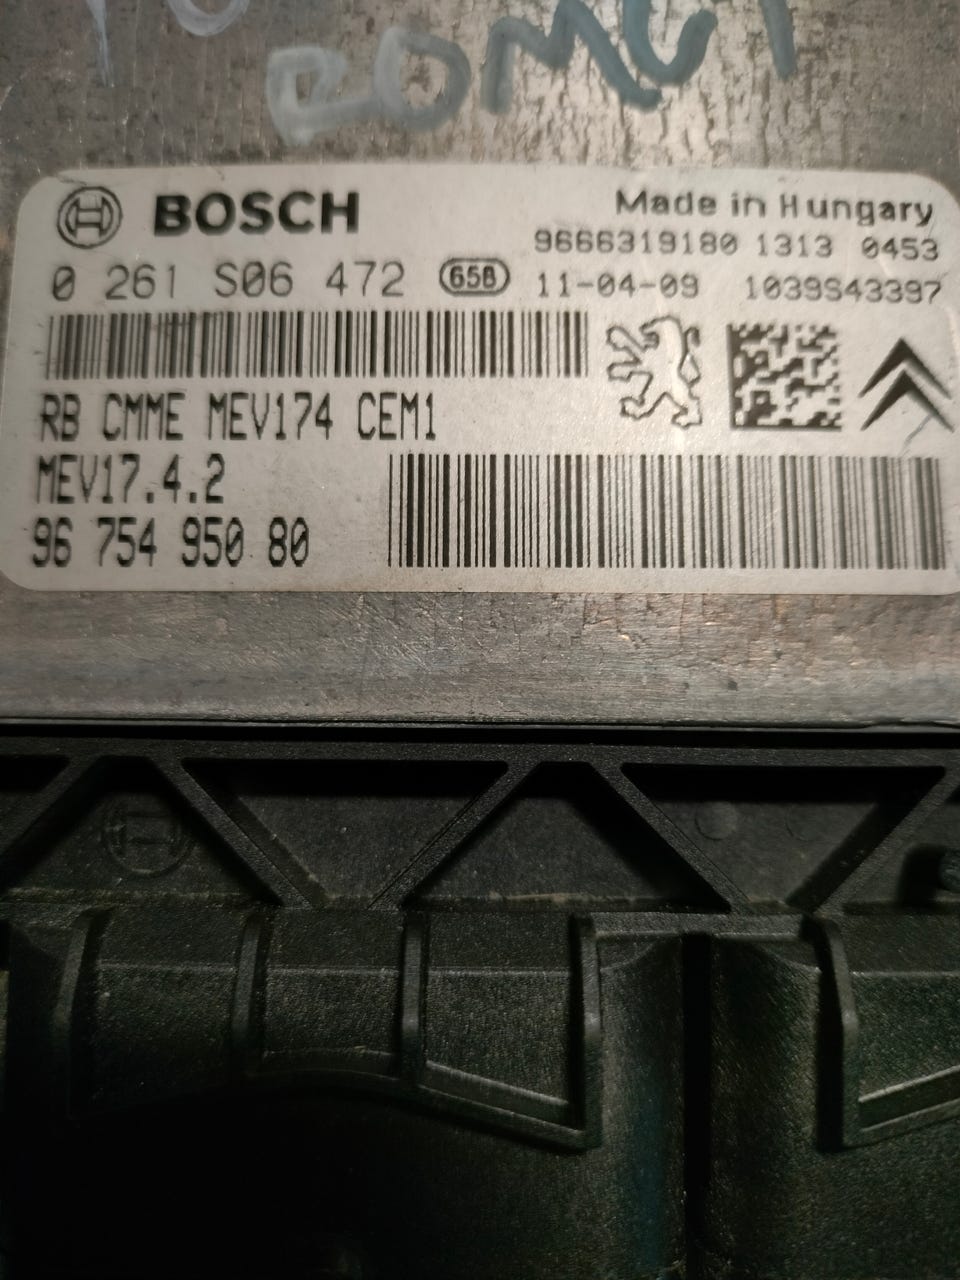 BOSCH
Made in Hungary
9666319180 1313 0453
0 261 S06 472 65B 11-04-09 1039S43397
RB CMME MEV174 CEM1
MEV17.4.2
96 754 950 80